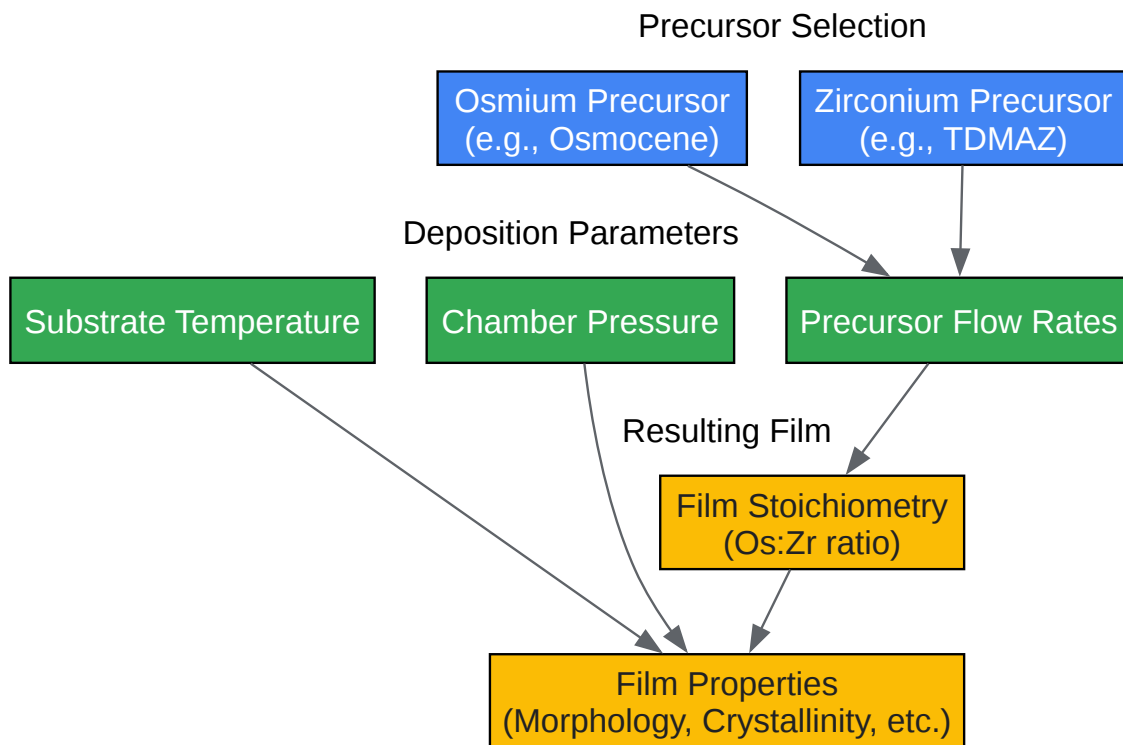 Precursor Selection
Osmium Precursor
(e.g., Osmocene)
Zirconium Precursor
(e.g., TDMAZ)
Deposition Parameters
Substrate Temperature
Chamber Pressure
Precursor Flow Rates
Resulting Film
Film Stoichiometry
(Os:Zr ratio)
Film Properties
(Morphology, Crystallinity, etc.)